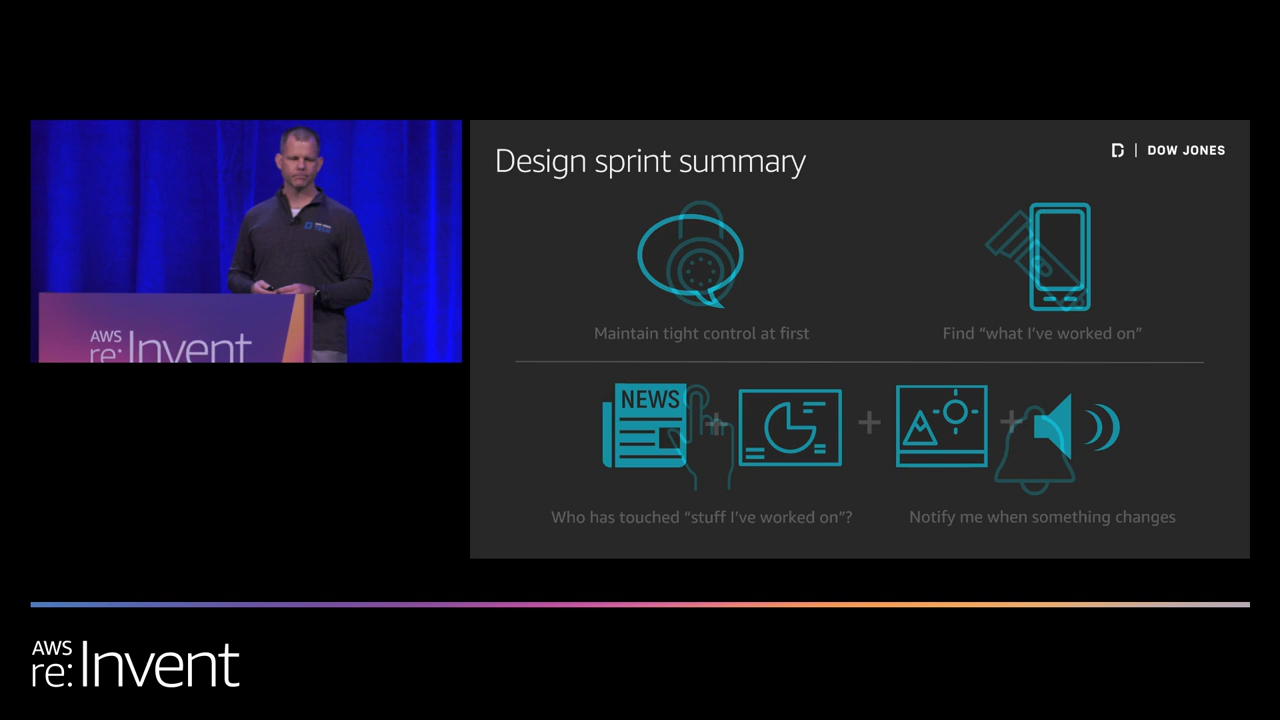 Design sprint summary
D | DOW JONES
Maintain tight control at first
Find “what I’ve worked on”
NEWS
+ + +
Who has touched “stuff I’ve worked on”?
Notify me when something changes
AWS
re:Invent
AWS
re:Invent